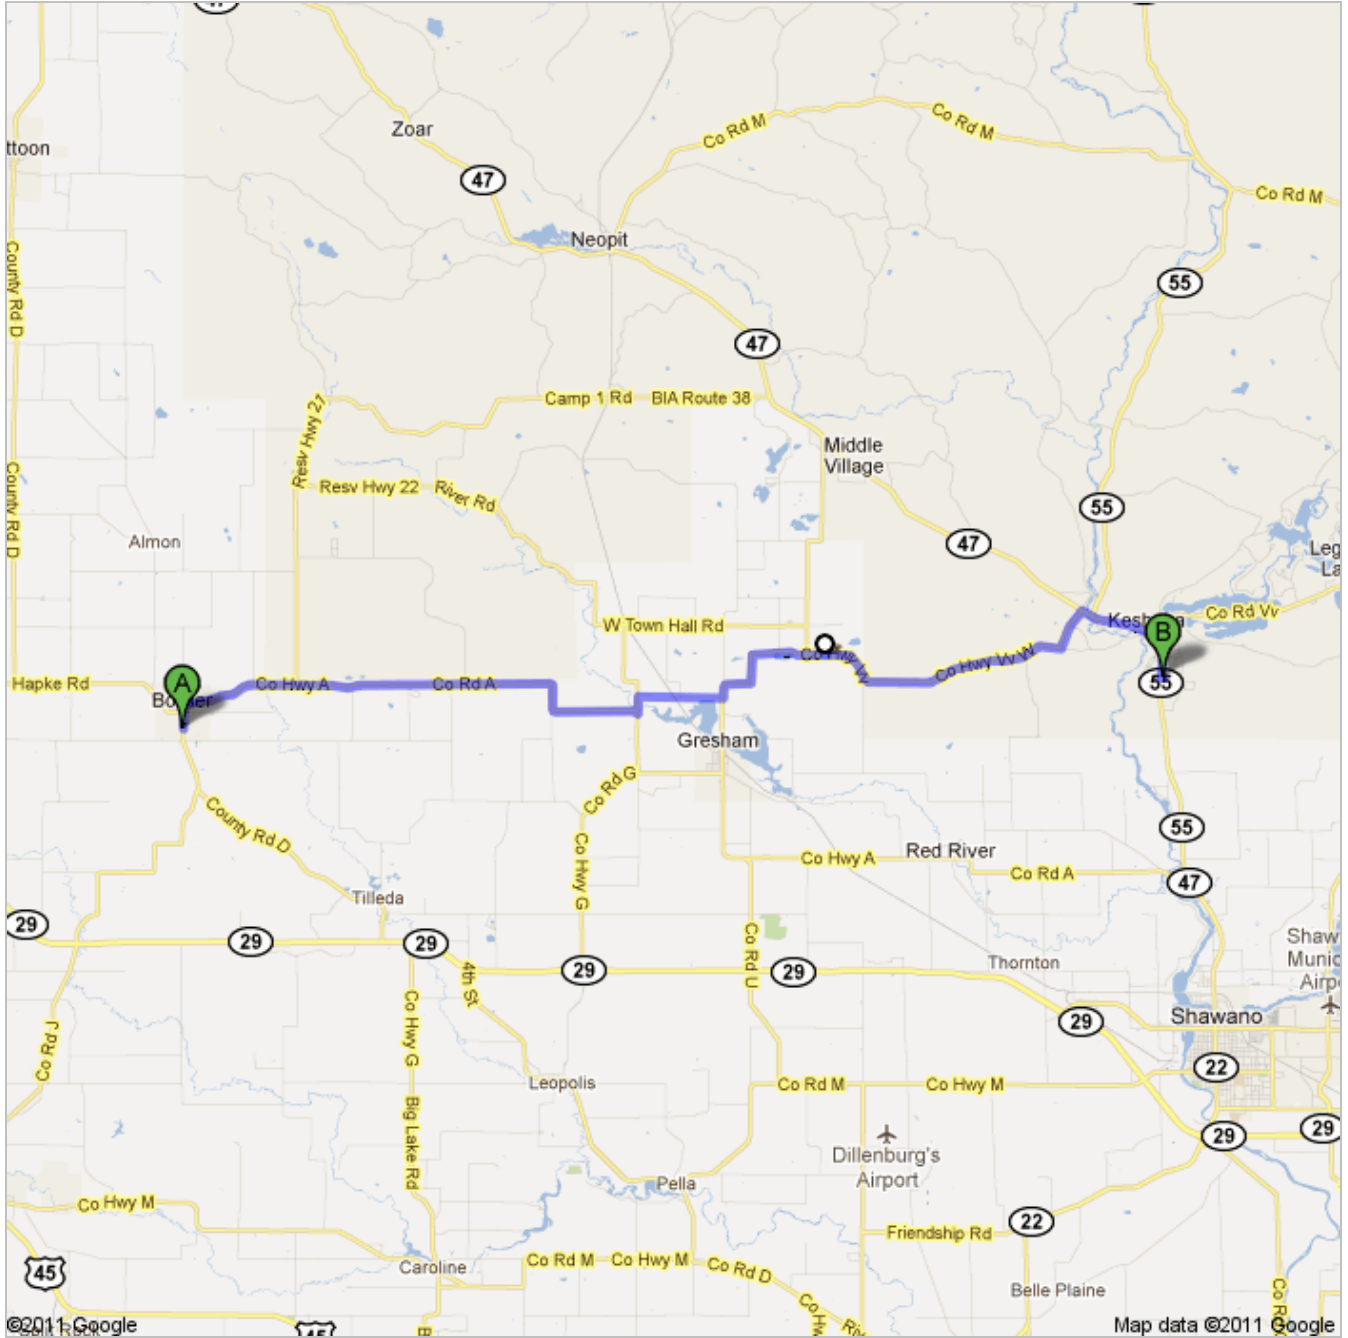 47
Zoar
Co Rd M
Co Rd M
ttoon
47
Co Rd M
Neopit
County Rd D
55
47
Camp 1 Rd
BIA Route 38
Resv Hwy 21
Middle
Village
County Rd D
Resv Hwy 22
River Rd
55
Almon
47
Leg
La
Co Rd Vv
W Town Hall Rd
B
Co Hwy W W
Hapke Rd
A
Co Hwy A
Co Rd A
55
Gresham
Co Rd G
County Rd D
55
Co Hwy G
Co Hwy A
Red River
Co Rd A
47
Tilleda
29
29
29
Co Rd U
Shaw
Munic
Airp
4th St
29
29
Thornton
Co Hwy G
29
Shawano
Co Rd J
22
Leopolis
Co Rd M
Co Hwy M
Big Lake Rd
29
29
Dillenburg's
Airport
Pella
Co Hwy M
22
Friendship Rd
Caroline
Co Rd M
Co Hwy M
Co Rd D
45
Belle Plaine
Co Hw
©2011 Google
Map data ©2011 Google